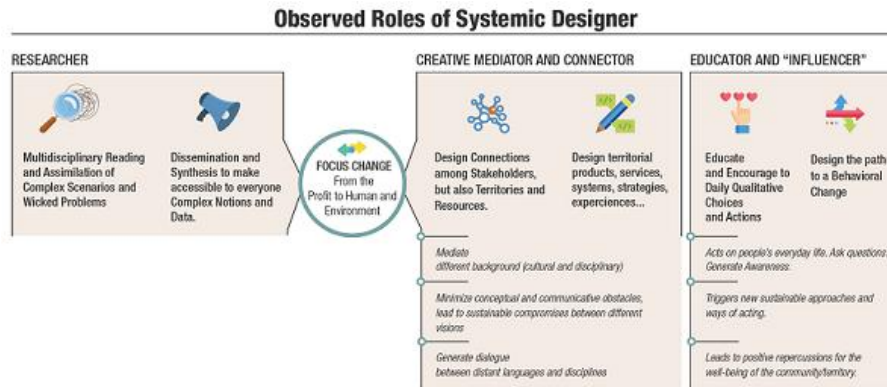 Observed Roles of Systemic Designer
RESEARCHER
Multidisciplinary Reading
and Assimilation of
Complex Scenarios and
Wicked Problems
Dissemination and
Synthesis to make
accessible to everyone
Complex Notions and
Data.
FOCUS CHANGE
From the
Profit to Human and
Environment
CREATIVE MEDIATOR AND CONNECTOR
Design Connections
among Stakeholders,
but also Territories and
Resources.
Design territorial
products, services,
systems, strategies,
experciences...
Mediate
different background (cultural and disciplinary)
Minimize conceptual and communicative obstacles,
lead to sustainable compromises between different
visions
Generate dialogue
between distant languages and disciplines
EDUCATOR AND “INFLUENCER”
Educate
and Encourage to
Daily Qualitative
Choices
and Actions
Design the path
to a Behavioral
Change
Acts on people's everyday life. Ask questions.
Generate Awareness.
Triggers new sustainable approaches and
ways of acting.
Leads to positive repercussions for the
well-being of the community/territory.